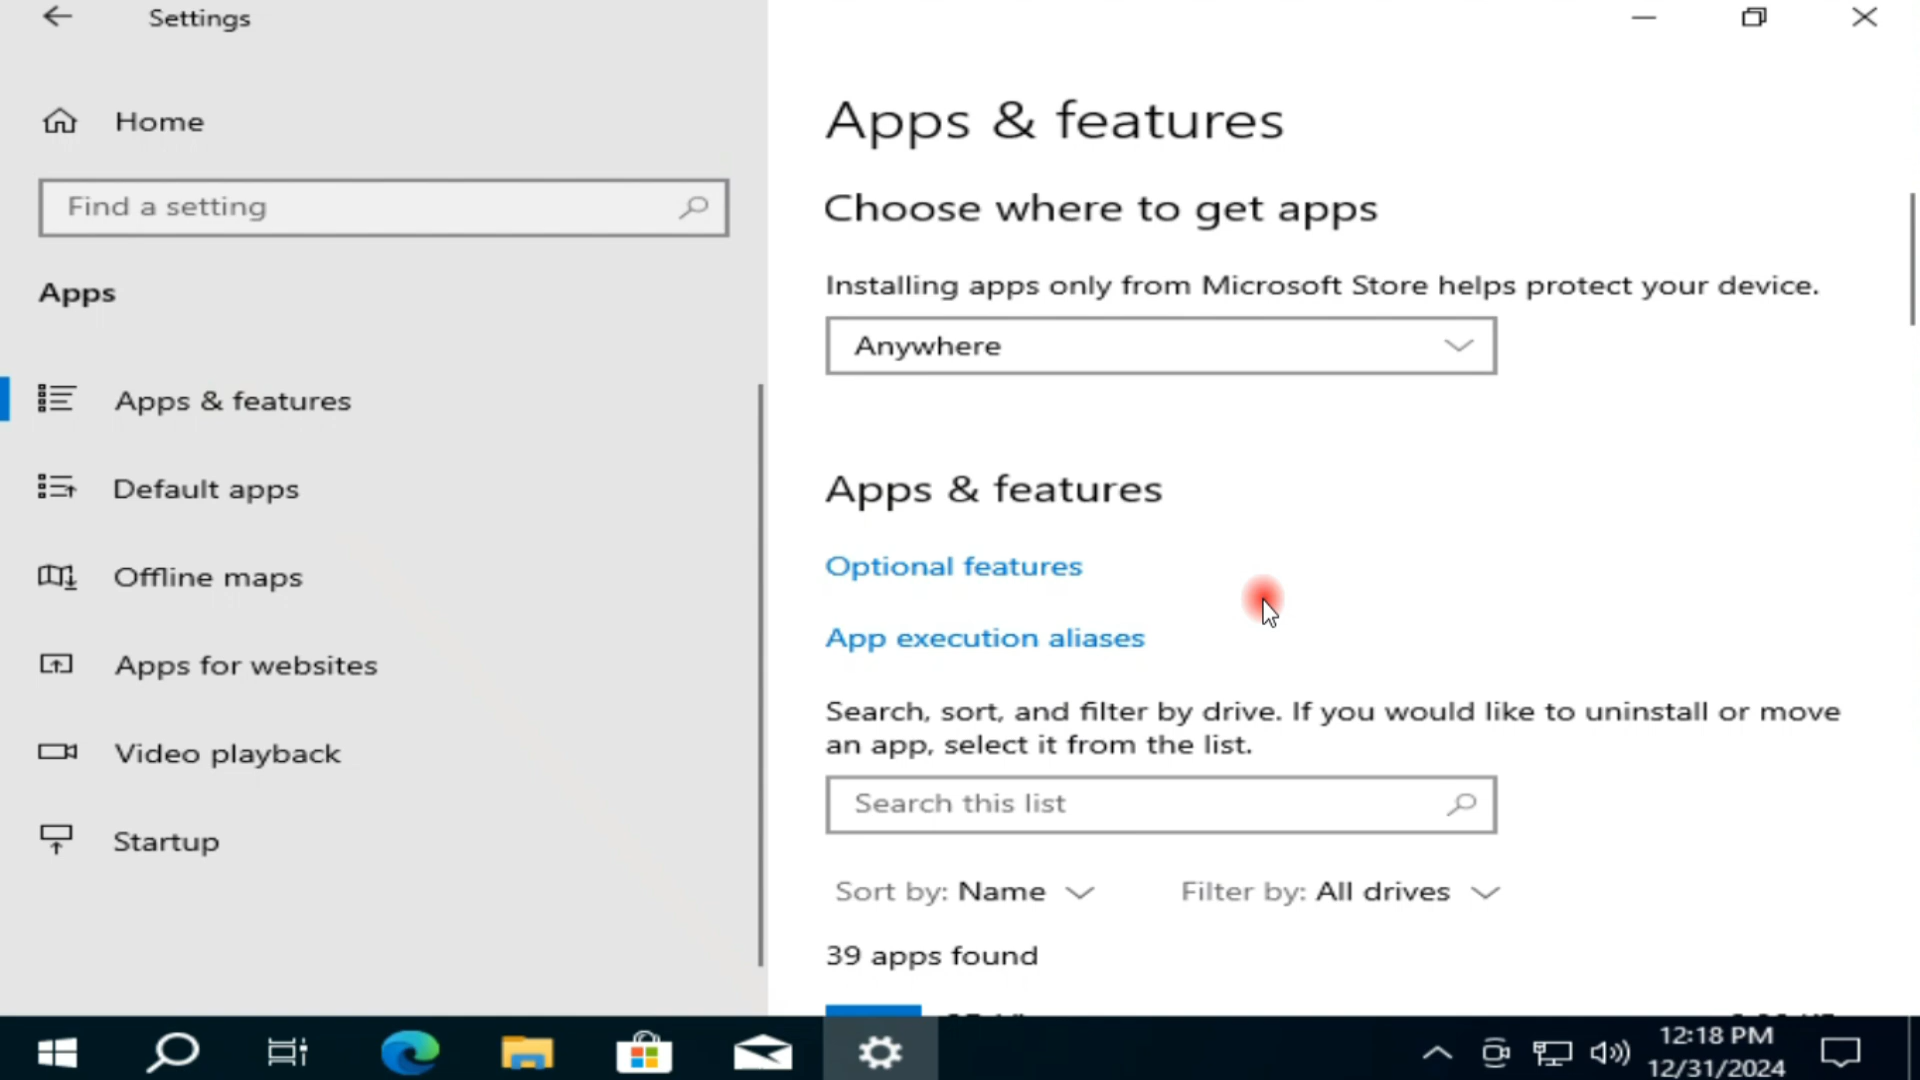 Settings
Home
Find a setting
Apps
Apps & features
Default apps
Offline maps
Apps for websites
Video playback
Startup
Apps & features
Choose where to get apps
Installing apps only from Microsoft Store helps protect your device.
Anywhere
Apps & features
Optional features
App execution aliases
Search, sort, and filter by drive. If you would like to uninstall or move
an app, select it from the list.
Search this list
Sort by: Name
Filter by: All drives
39 apps found
12:18 PM
12/31/2024